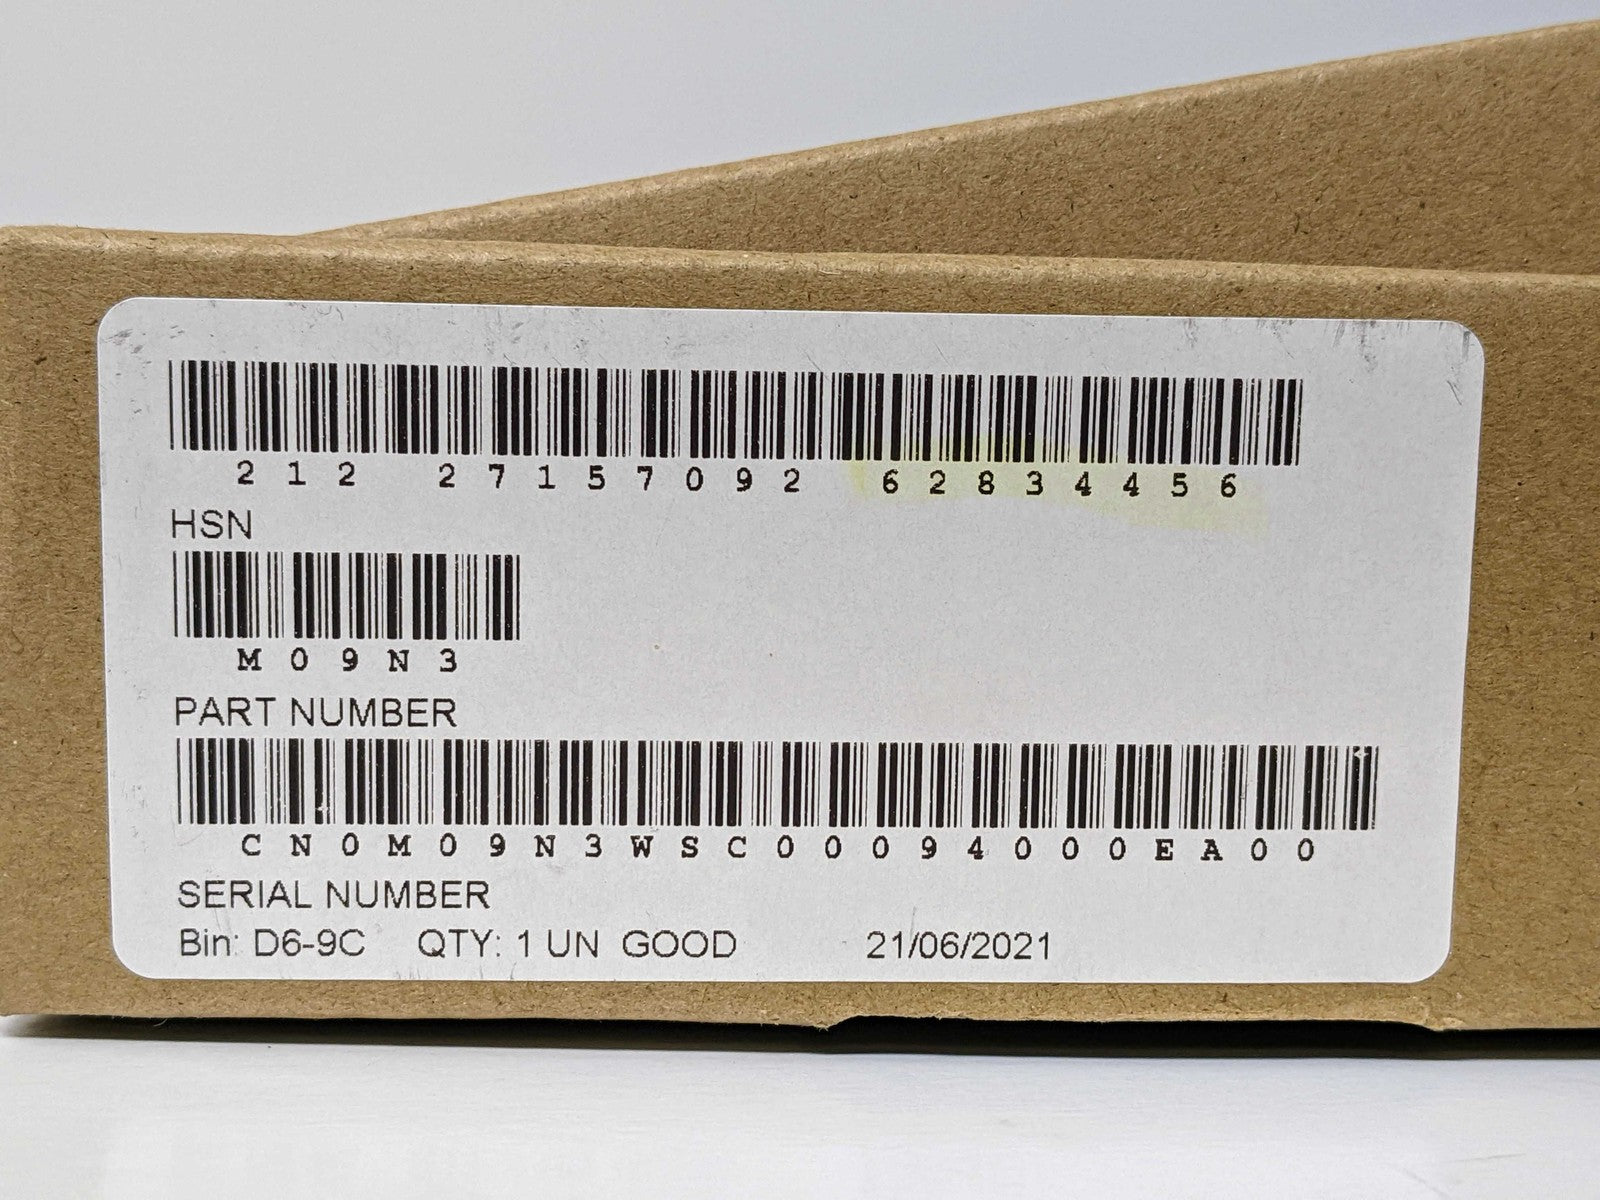 212 27157092 62834456
HSN
M09N3
PART NUMBER
CN0M09N3WSC00094000EA00
SERIAL NUMBER
Bin: D6-9C QTY: 1 UN GOOD 21/06/2021